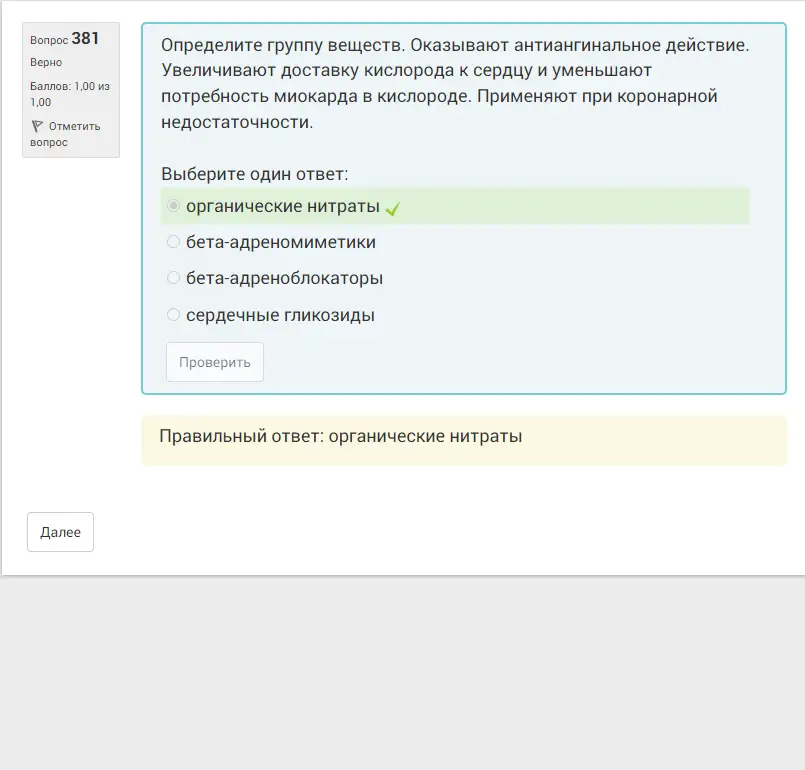 Вопрос 381
Верно
Баллов: 1,00 из
1,00
Отметить
вопрос
Определите группу веществ. Оказывают антиангинальное действие.
Увеличивают доставку кислорода к сердцу и уменьшают
потребность миокарда в кислороде. Применяют при коронарной
недостаточности.
Выберите один ответ:
органические нитраты
бета-адреномиметики
бета-адреноблокаторы
сердечные гликозиды
Проверить
Правильный ответ: органические нитраты
Далее